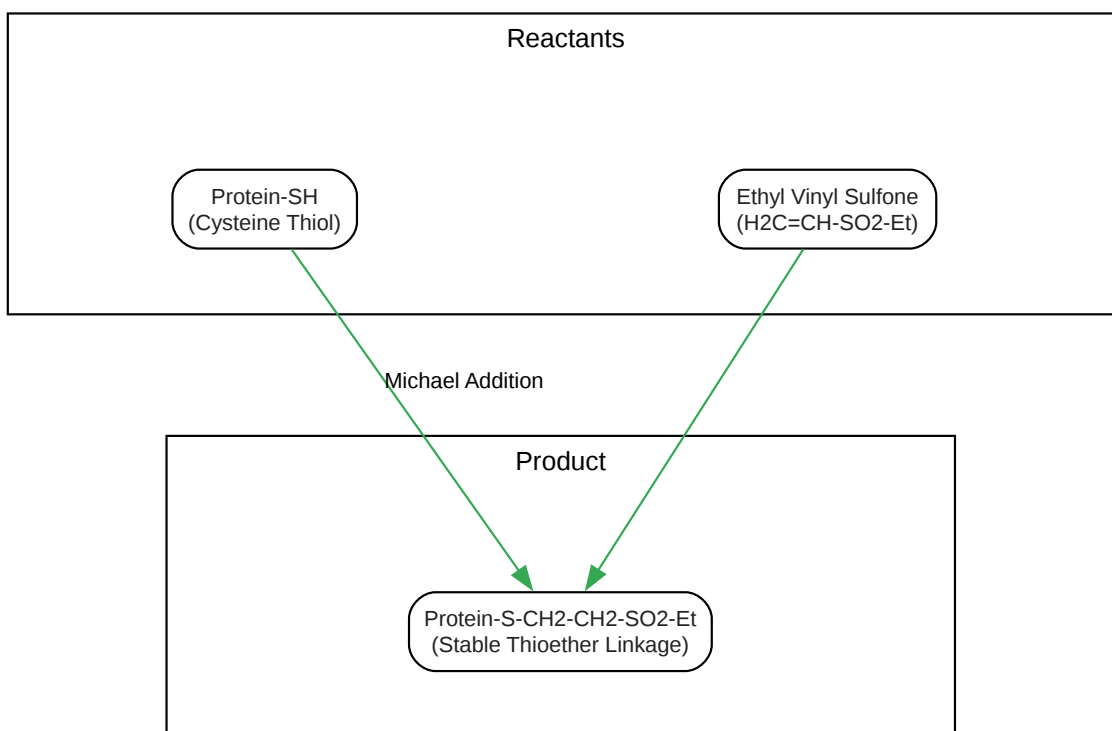 Reactants
Protein-SH
(Cysteine Thiol)
Ethyl Vinyl Sulfone
(H2C=CH-SO2-Et)
Michael Addition
Product
Protein-S-CH2-CH2-SO2-Et
(Stable Thioether Linkage)